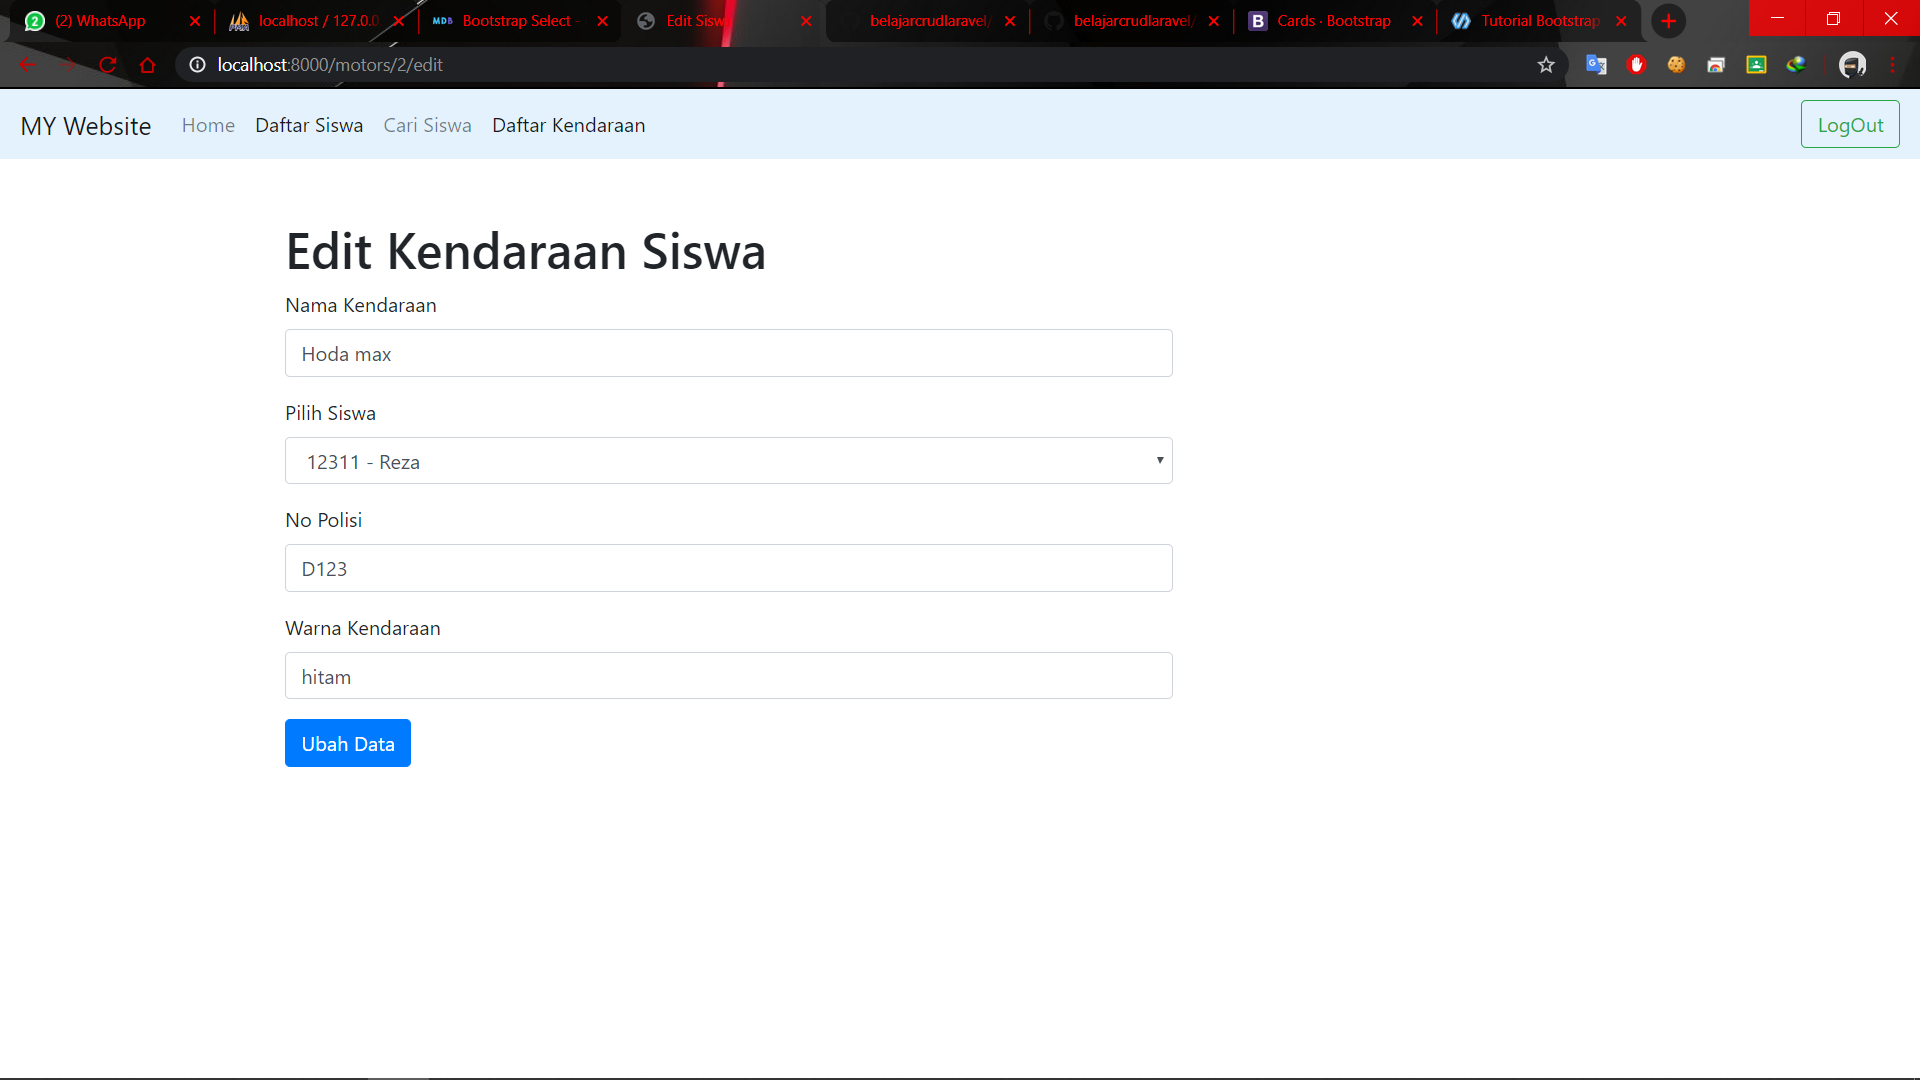 (2) WhatsApp
localhost / 127.0.0
MDB Bootstrap Select -
Edit Sisw
belajarcrudlaravel/
belajarcrudlaravel/
B Cards · Bootstrap
Tutorial Bootstrap
localhost:8000/motors/2/edit
MY Website Home Daftar Siswa Cari Siswa Daftar Kendaraan LogOut
Edit Kendaraan Siswa
Nama Kendaraan
Hoda max
Pilih Siswa
12311 - Reza
No Polisi
D123
Warna Kendaraan
hitam
Ubah Data